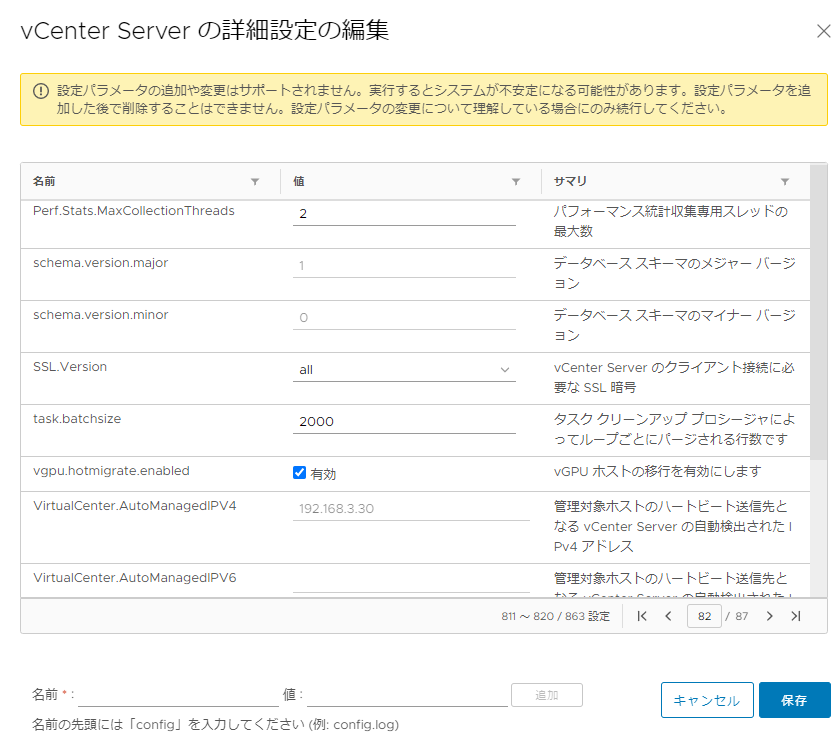 vCenter Server の詳細設定の編集
設定パラメータの追加や変更はサポートされません。実行するとシステムが不安定になる可能性があります。設定パラメータを追
加した後で削除することはできません。設定パラメータの変更について理解している場合にのみ続行してください。
名前 値 サマリ
Perf.Stats.MaxCollectionThreads 2 パフォーマンス統計収集専用スレッドの
最大数
schema.version.major 1 データベース スキーマのメジャー バージ
ョン
schema.version.minor 0 データベース スキーマのマイナー バージ
ョン
SSL.Version all vCenter Server のクライアント接続に必
要な SSL 暗号
task.batchsize 2000 タスク クリーンアップ プロシージャによ
ってループごとにパージされる行数です
vgpu.hotmigrate.enabled 有効 vGPU ホストの移行を有効にします
VirtualCenter.AutoManagedIPV4 192.168.3.30 管理対象ホストのハートビート送信先と
なる vCenter Server の自動検出された I
Pv4 アドレス
VirtualCenter.AutoManagedIPV6 管理対象ホストのハートビート送信先と
なる vCenter Server の自動検出された I
811 ～ 820 / 863 設定 82 / 87
名前 * : 値 : 追加 キャンセル 保存
名前の先頭には「config」を入力してください (例: config.log)